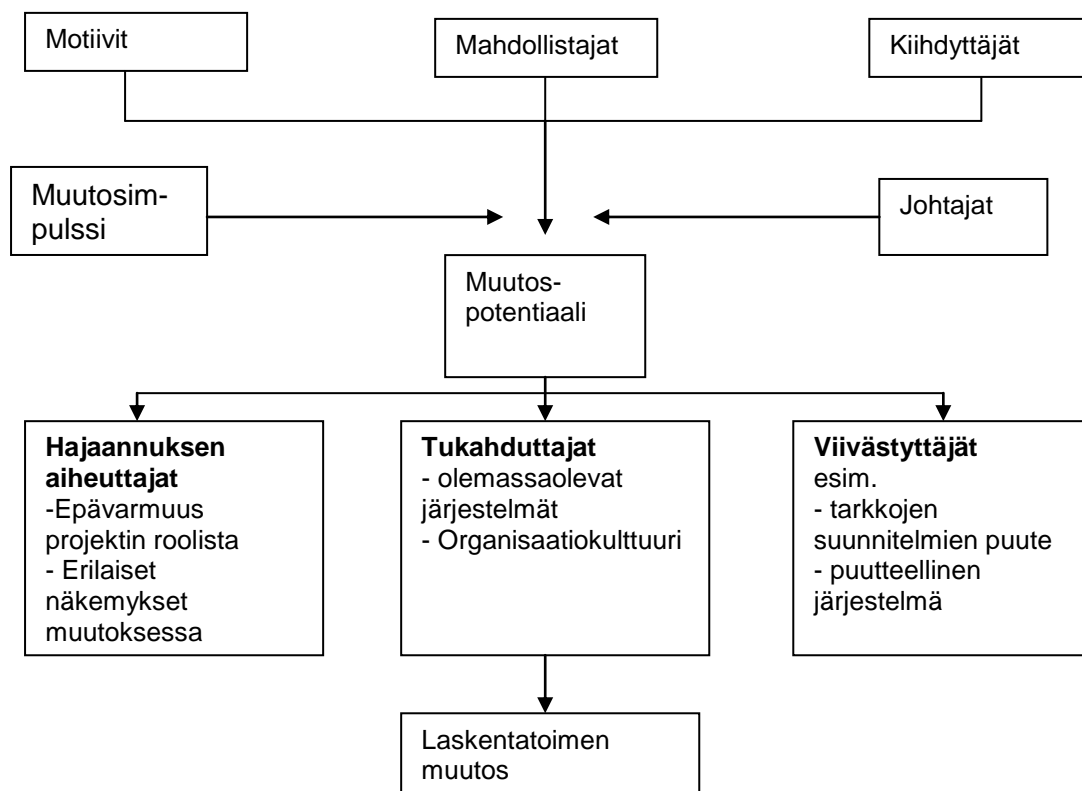 Motiivit
Mahdollistajat
Kiihdyttäjät
Muutosim-
pulssi
Johtajat
Muutos-
potentiaali
Hajaannuksen
aiheuttajat
-Epävarmuus
projektin roolista
- Erilaiset
näkemykset
muutoksessa
Tukahduttajat
- olemassaolevat
järjestelmät
- Organisaatiokulttuuri
Viivästyttäjät
esim.
- tarkkojen
suunnitelmien puute
- puutteellinen
järjestelmä
Laskentatoimen
muutos